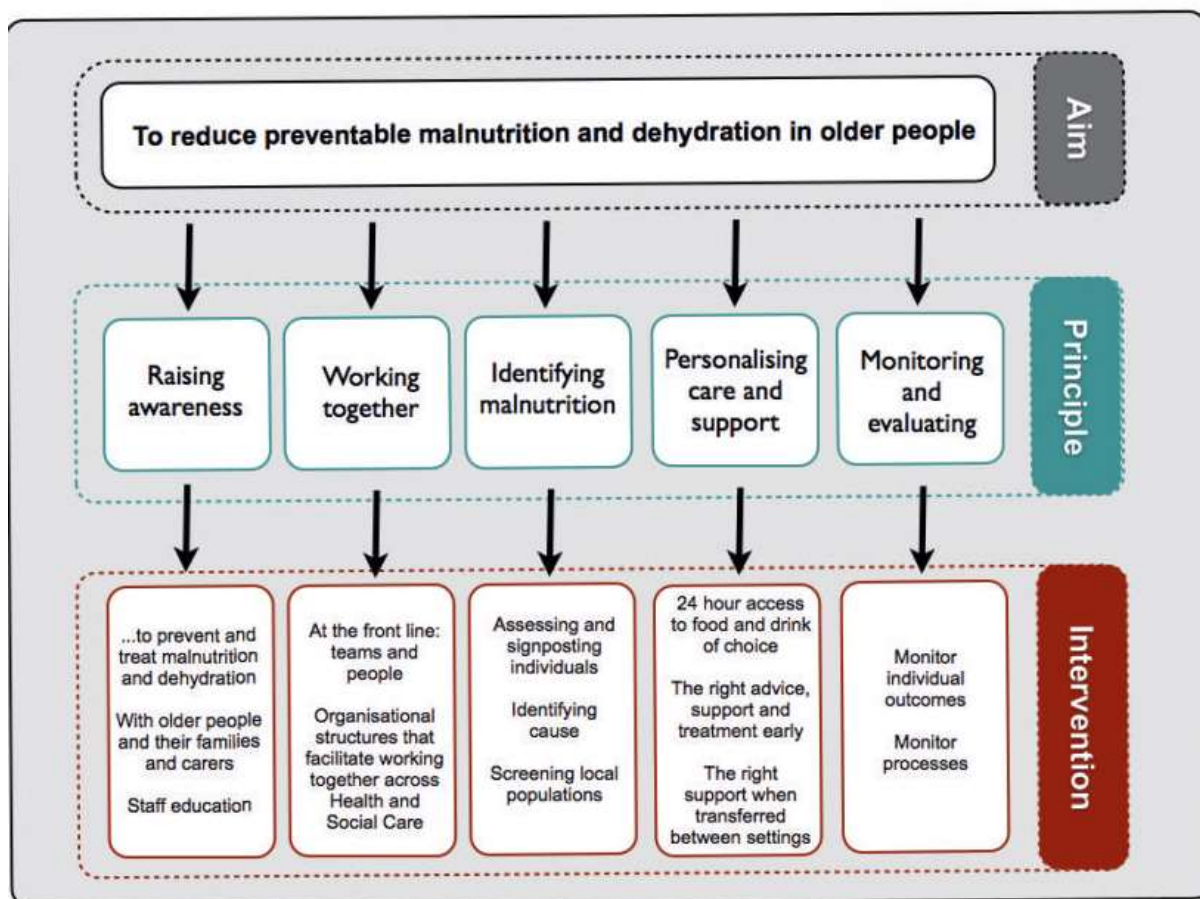 To reduce preventable malnutrition and dehydration in older people
Aim
Raising
awareness
Working
together
Identifying
malnutrition
Personalising
care and
support
Monitoring
and
evaluating
Principle
...to prevent and
treat malnutrition
and dehydration
With older people
and their families
and carers
Staff education
At the front line:
teams and
people
Organisational
structures that
facilitate working
together across
Health and
Social Care
Assessing and
signposting
individuals
Identifying
cause
Screening local
populations
24 hour access
to food and drink
of choice
The right advice,
support and
treatment early
The right
support when
transferred
between settings
Monitor
individual
outcomes
Monitor
processes
Intervention